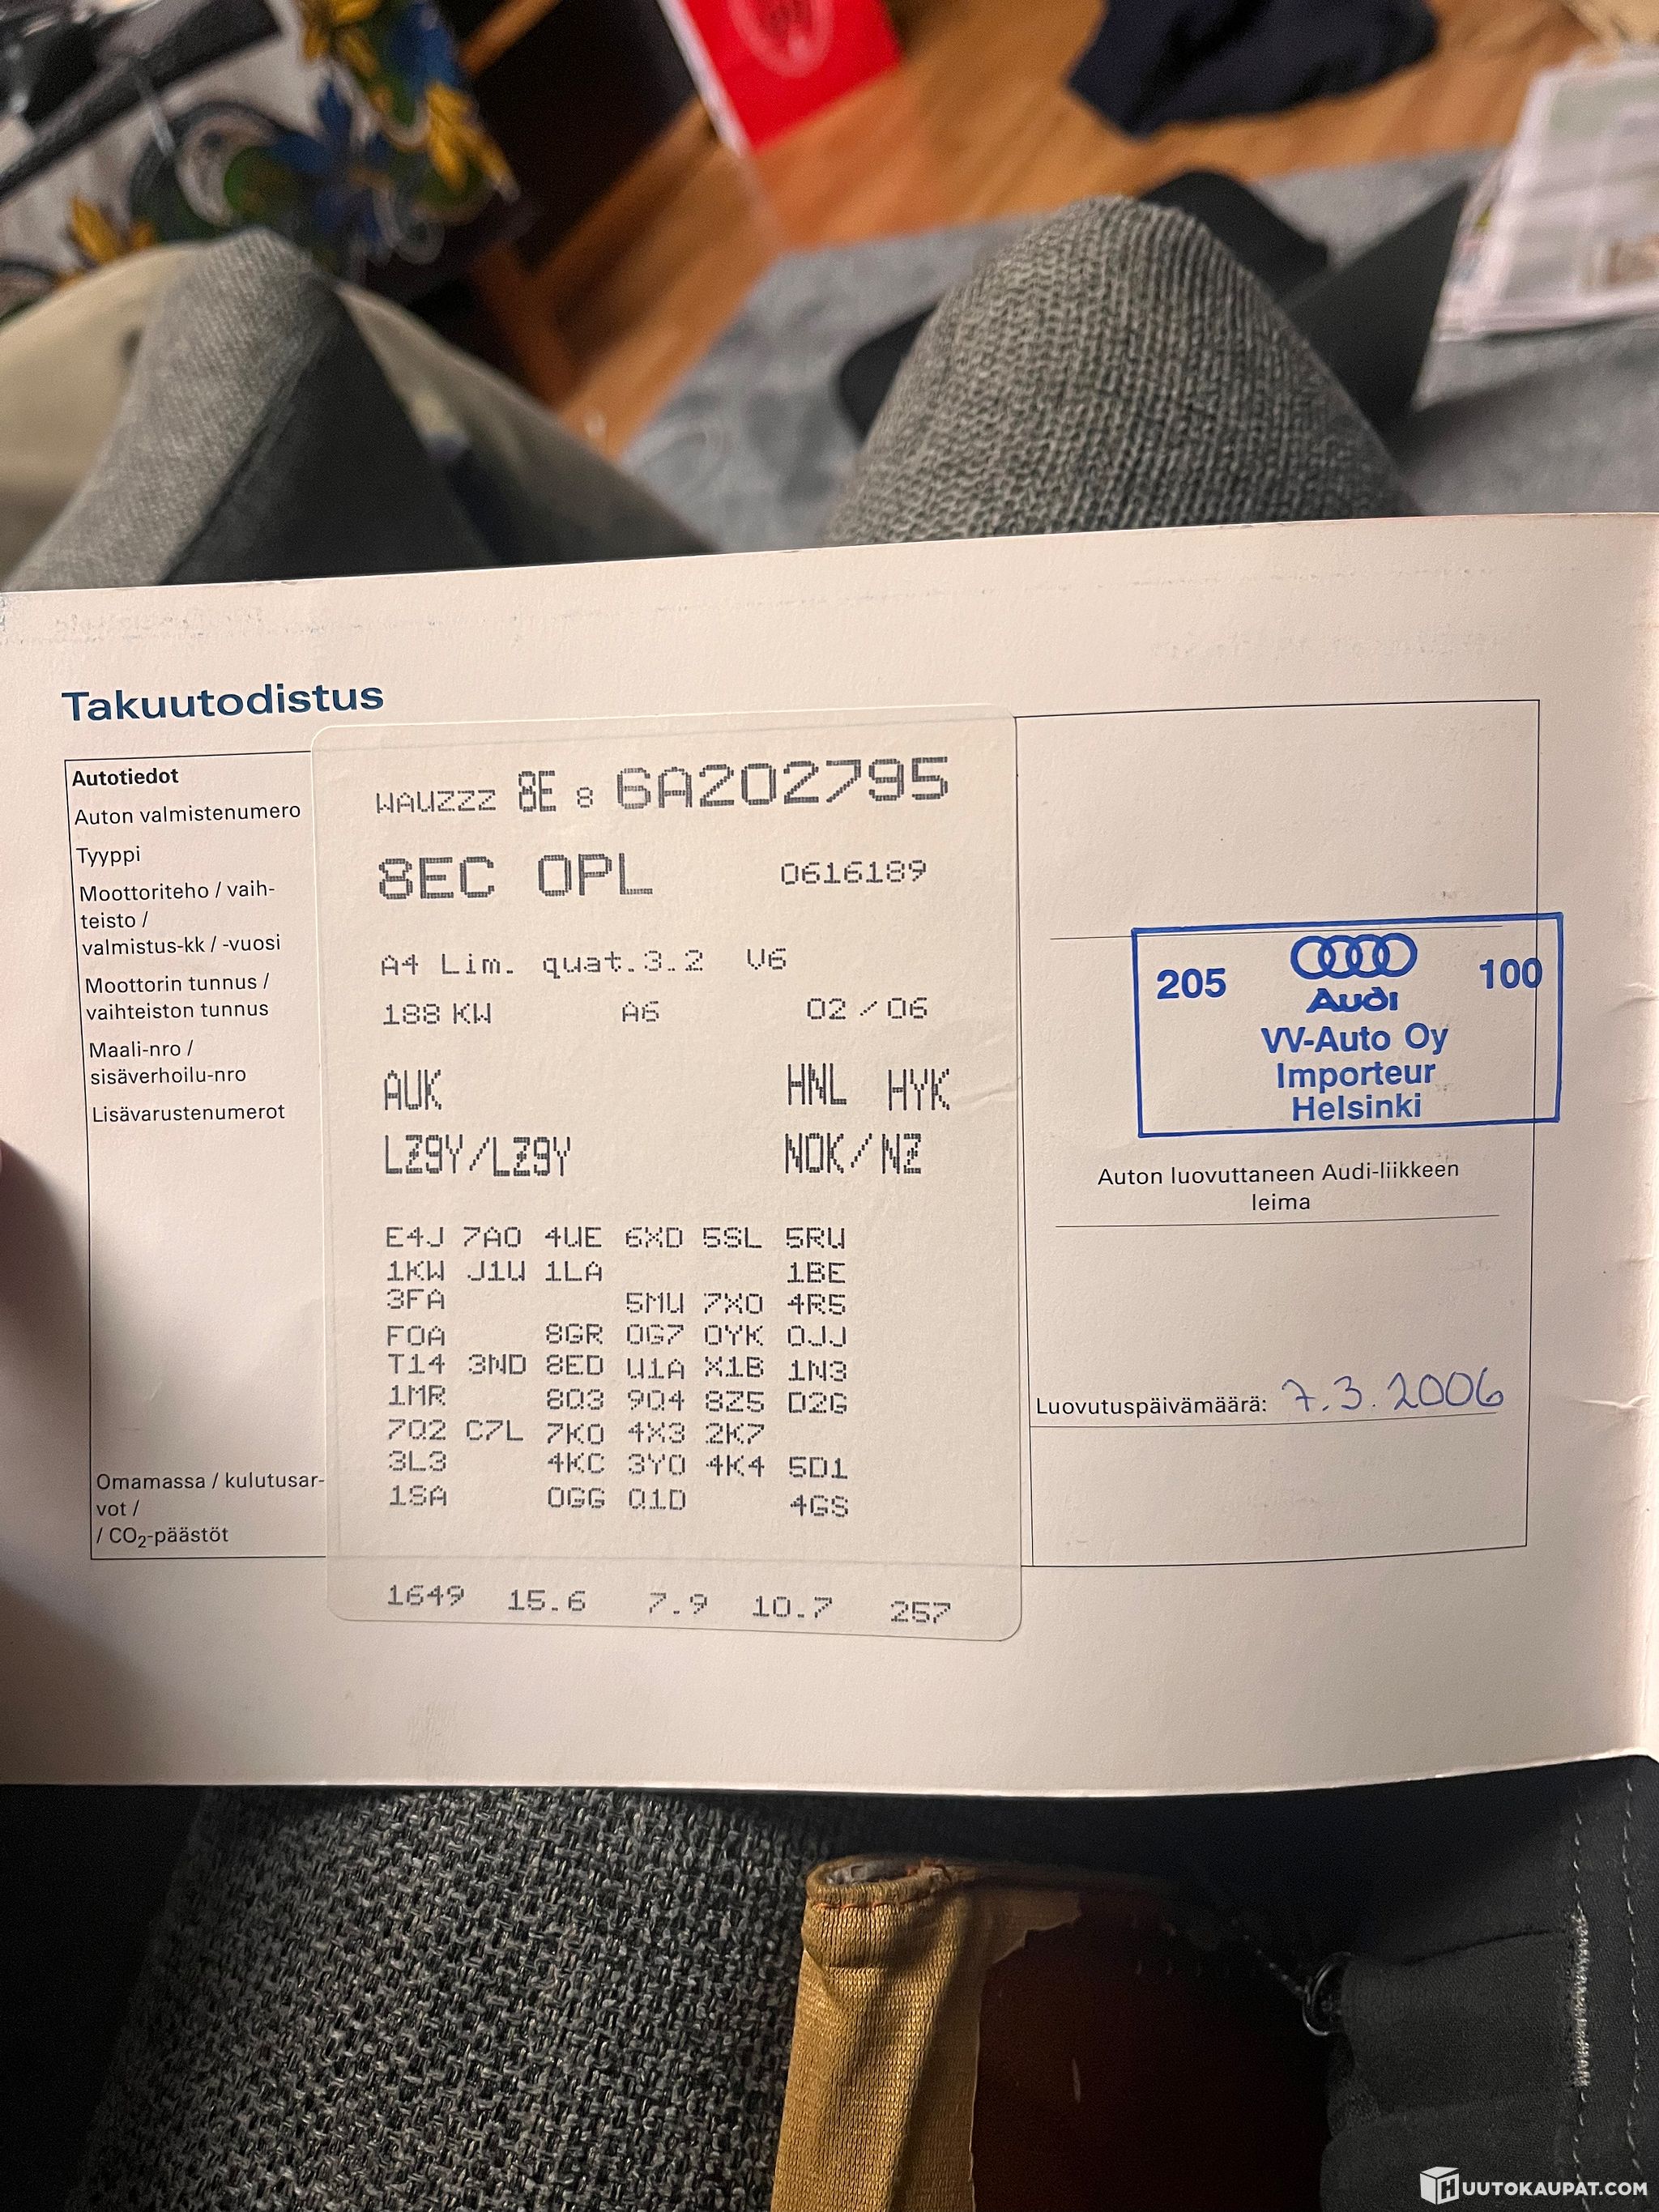 Takuutodistus
Autotiedot
Auton valmistenumero
Tyyppi
Moottoriteho / vaih-
teisto /
valmistus-kk / -vuosi
Moottorin tunnus /
vaihteiston tunnus
Maali-nro /
sisäverhoilu-nro
Lisävarustenumerot
Omamassa / kulutusar-
vot /
/ CO2-päästöt
WAUZZZ 8E 8 6A202795
8EC 0PL 0616189
A4 Lim. quat.3.2 V6
188 KW A6 02/06
AUK HNL HYK
LZ9Y/LZ9Y N0K/NZ
E4J 7A0 4UE 6XD 5SL 5RU
1KW J1U 1LA 1BE
3FA 5MU 7X0 4R5
F0A 8GR 0G7 0YK 0JJ
T14 3ND 8ED U1A X1B 1N3
1MR 8Q3 9Q4 8Z5 D2G
7Q2 C7L 7K0 4X3 2K7
3L3 4KC 3Y0 4K4 5D1
1SA 0GG Q1D 4GS
1649 15.6 7.9 10.7 257
205 100
Audi
VV-Auto Oy
Importeur
Helsinki
Auton luovuttaneen Audi-liikkeen
leima
Luovutuspäivämäärä: 7.3.2006
HUUTOKAUPAT.COM